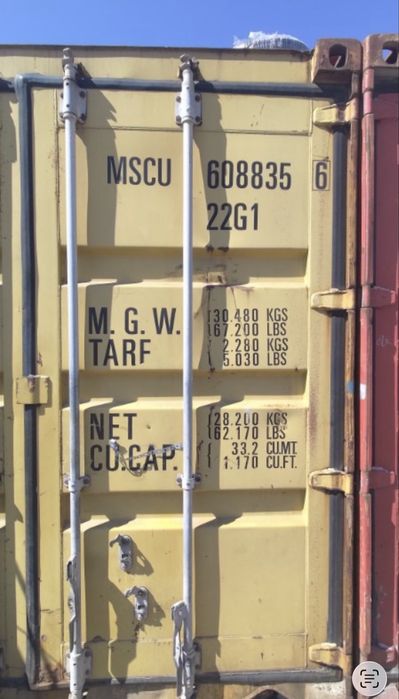 MSCU 608835 6
22G1
M. G. W. 30.480 KGS
67.200 LBS
TARE 2.280 KGS
5.030 LBS
NET 28.200 KGS
62.170 LBS
CU.CAP. 33,2 CU.MT.
1.170 CU.FT.